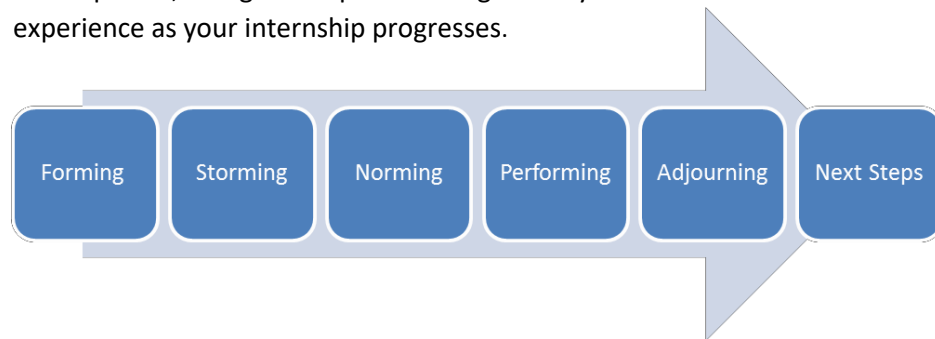 experience as your internship progresses.
Forming Storming Norming Performing Adjourning Next Steps